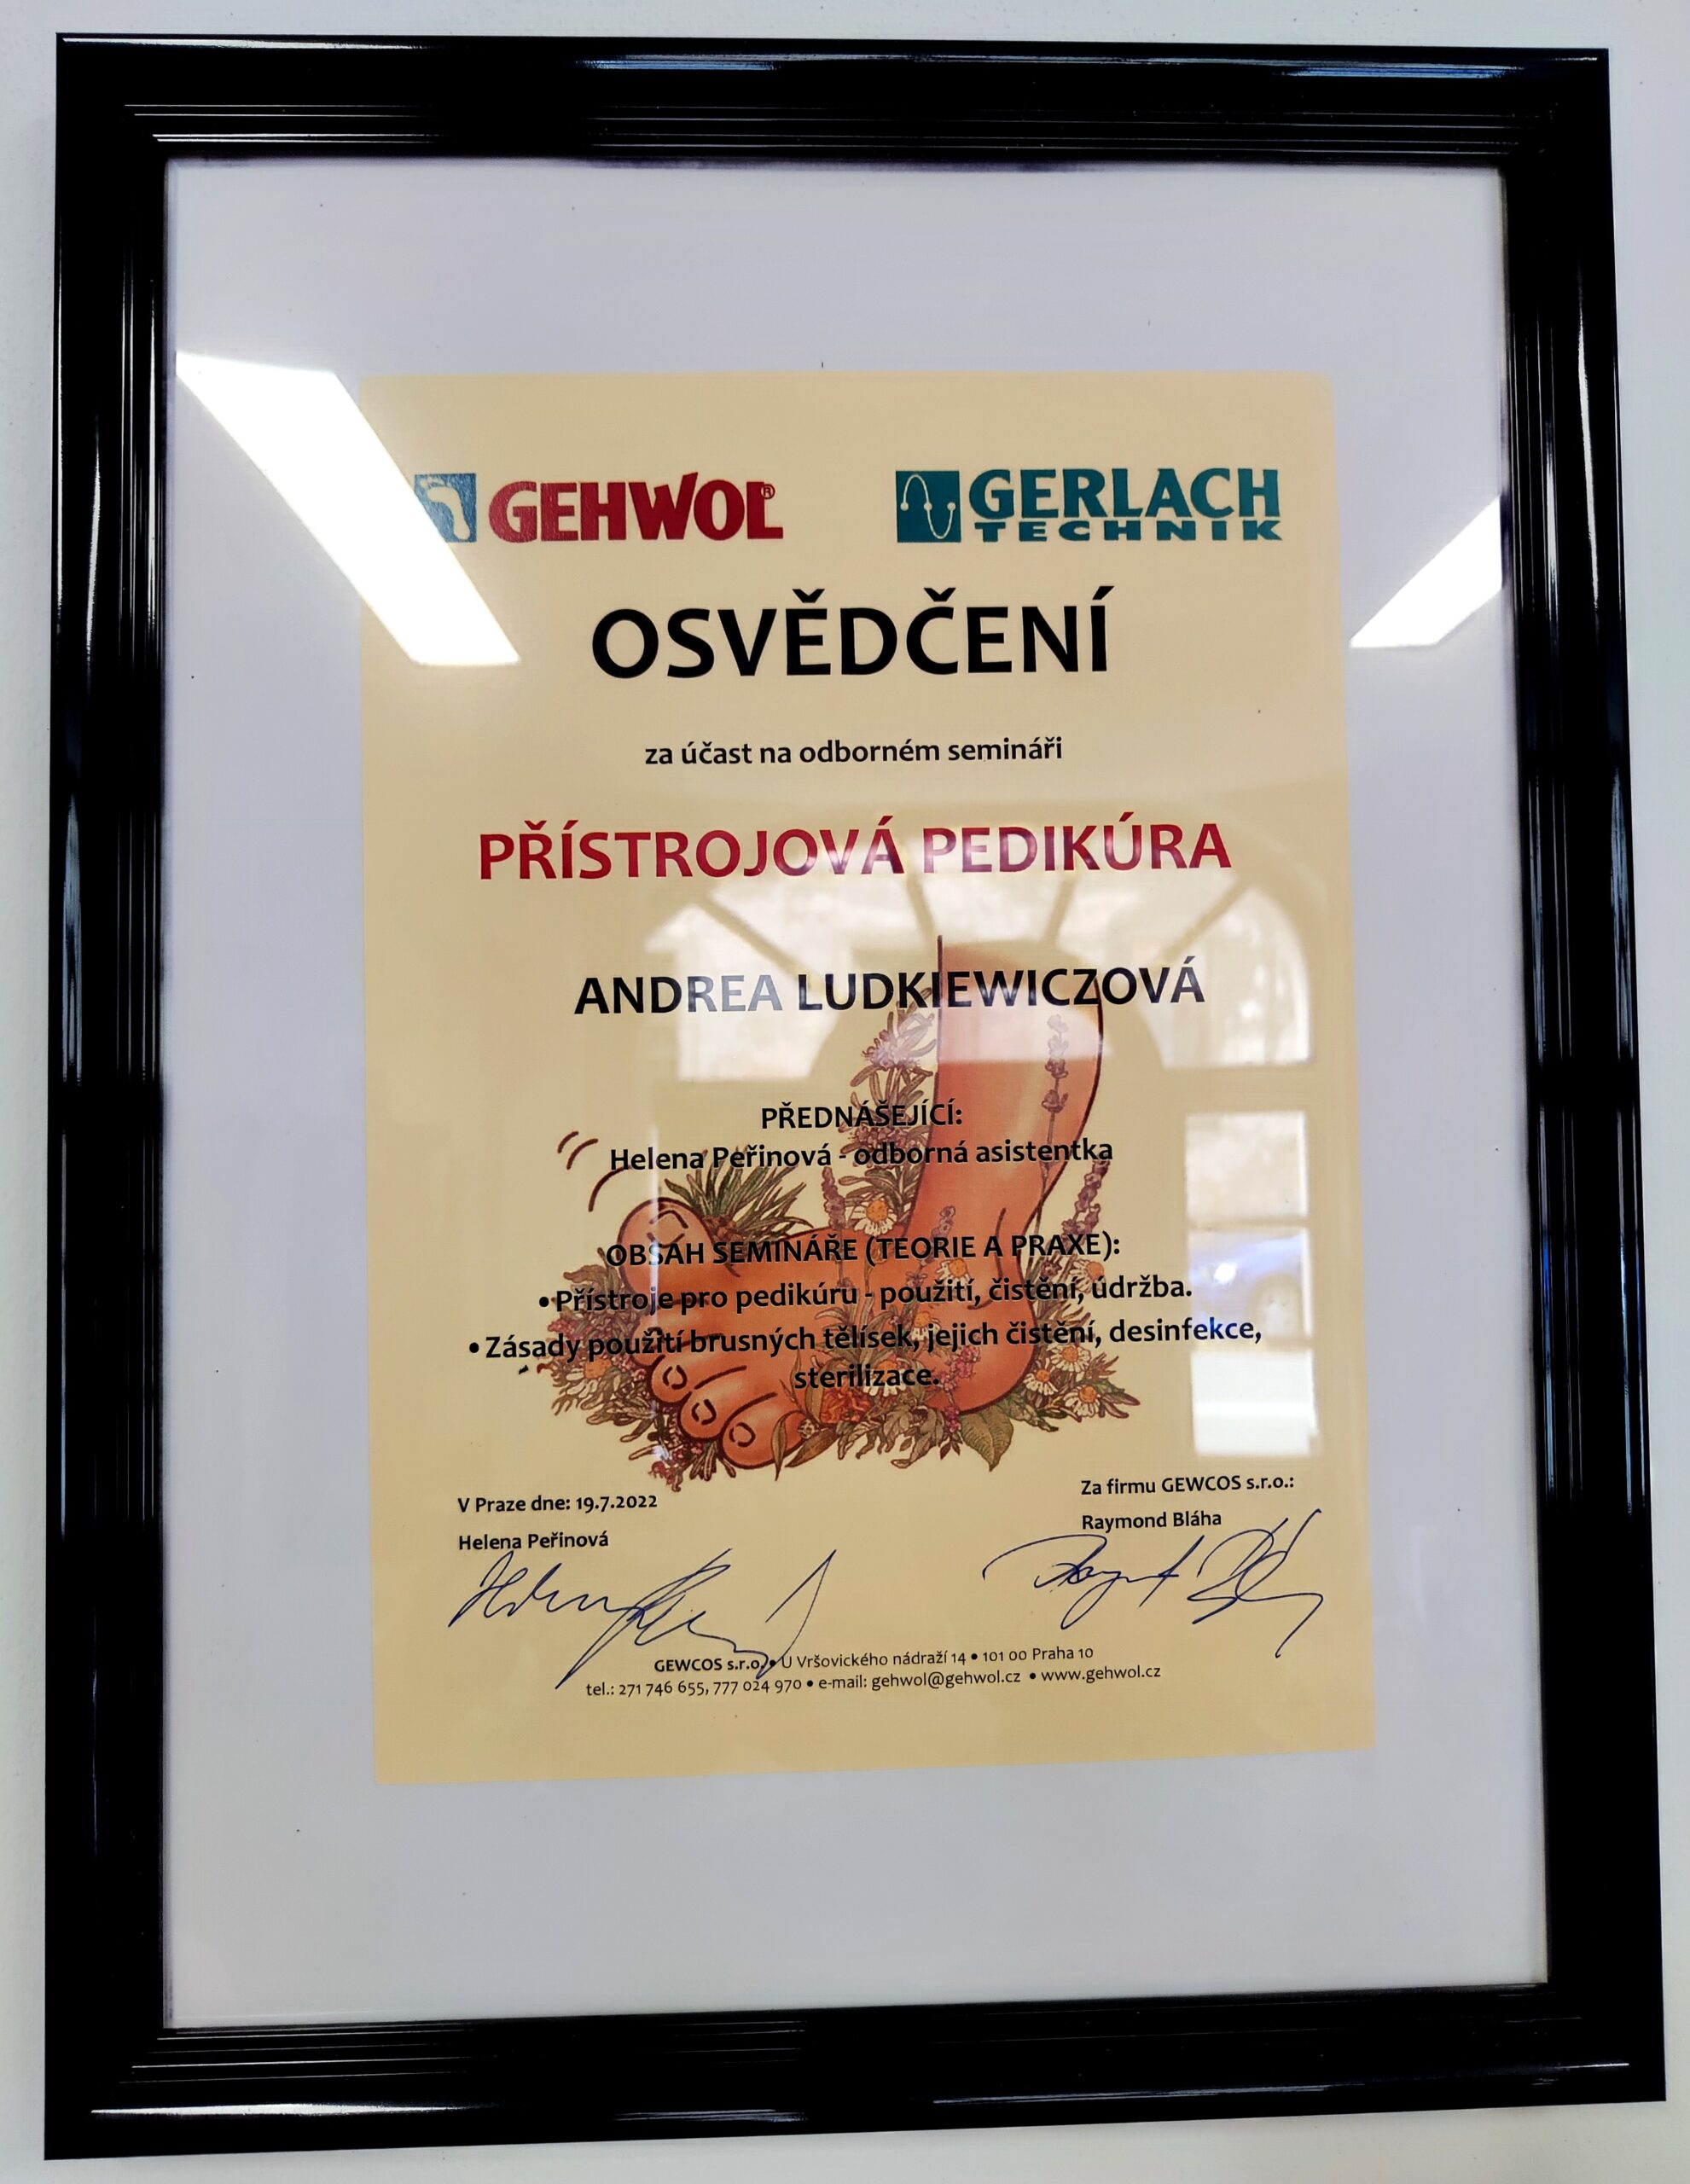 GEHWOL®
GERLACH
TECHNIK
OSVĚDČENÍ
za účast na odborném semináři
PŘÍSTROJOVÁ PEDIKÚRA
ANDREA LUDKIEWICZOVÁ
PŘEDNÁŠEJÍCÍ:
Helena Peřinová - odborná asistentka
OBSAH SEMINÁŘE (TEORIE A PRAXE):
• Přístroje pro pedikúru - použití, čistění, údržba.
• Zásady použití brusných tělísek, jejich čistění, desinfekce,
sterilizace.
V Praze dne: 19.7.2022
Helena Peřinová
Za firmu GEWCOS s.r.o.:
Raymond Bláha
GEWCOS s.r.o. • U Vršovického nádraží 14 • 101 00 Praha 10
tel.: 271 746 655, 777 024 970 • e-mail: gehwol@gehwol.cz • www.gehwol.cz